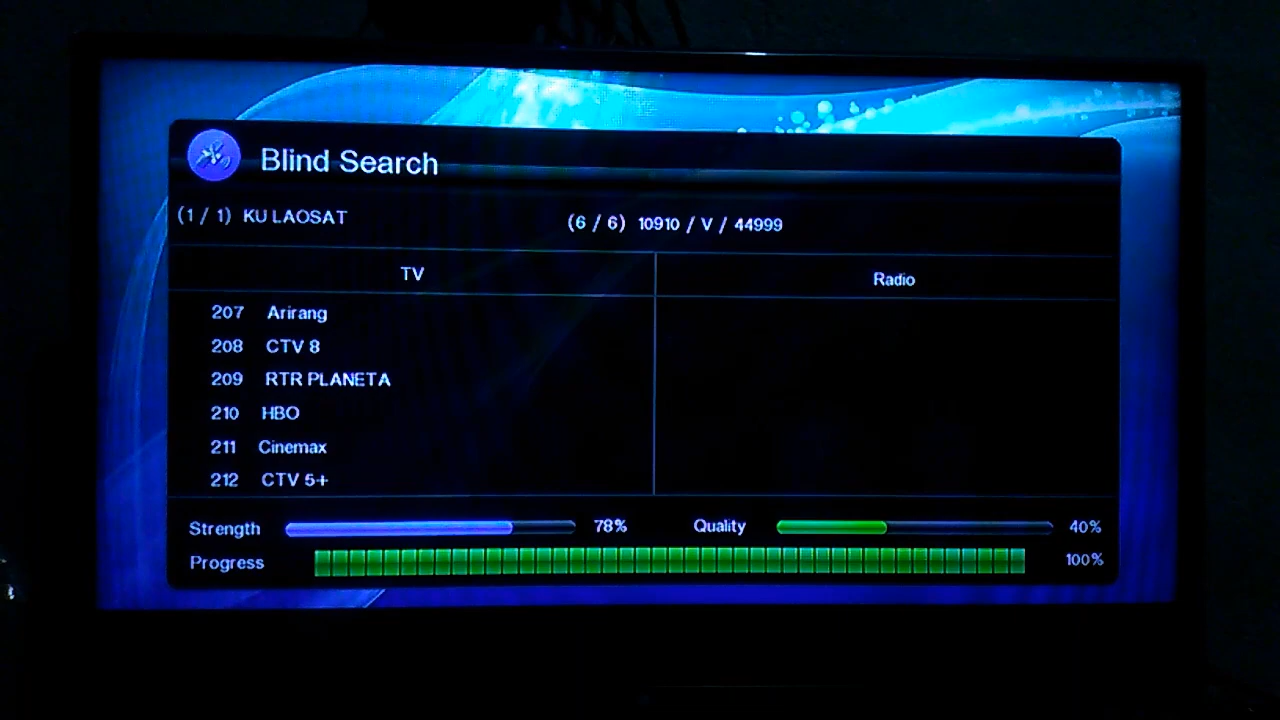 Blind Search
(1 / 1) KU LAOSAT (6 / 6) 10910 / V / 44999
TV Radio
207 Arirang
208 CTV 8
209 RTR PLANETA
210 HBO
211 Cinemax
212 CTV 5+
Strength 78% Quality 40%
Progress 100%